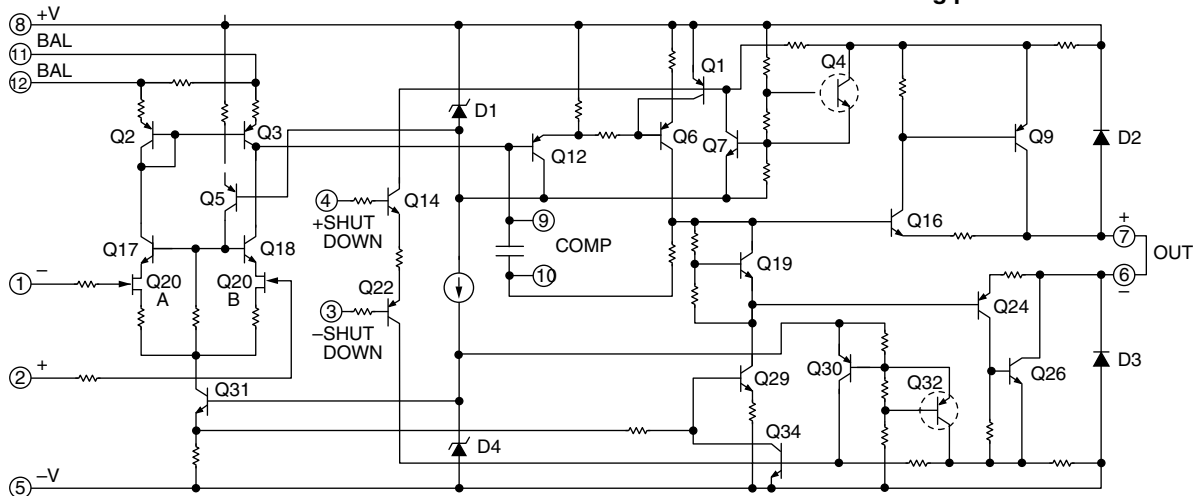 g p
8 +V
11 BAL
12 BAL
Q1
Q4
D1
Q2
Q3
Q6
Q7
Q9
D2
Q12
Q5
Q14
4
+SHUT
DOWN
9
COMP
10
Q16
+
7
OUT
6
–
Q17
Q18
Q19
1 –
Q20
A
Q20
B
Q22
3
–SHUT
DOWN
Q24
2 +
Q31
Q29
Q30
Q32
Q26
D3
D4
Q34
5 –V